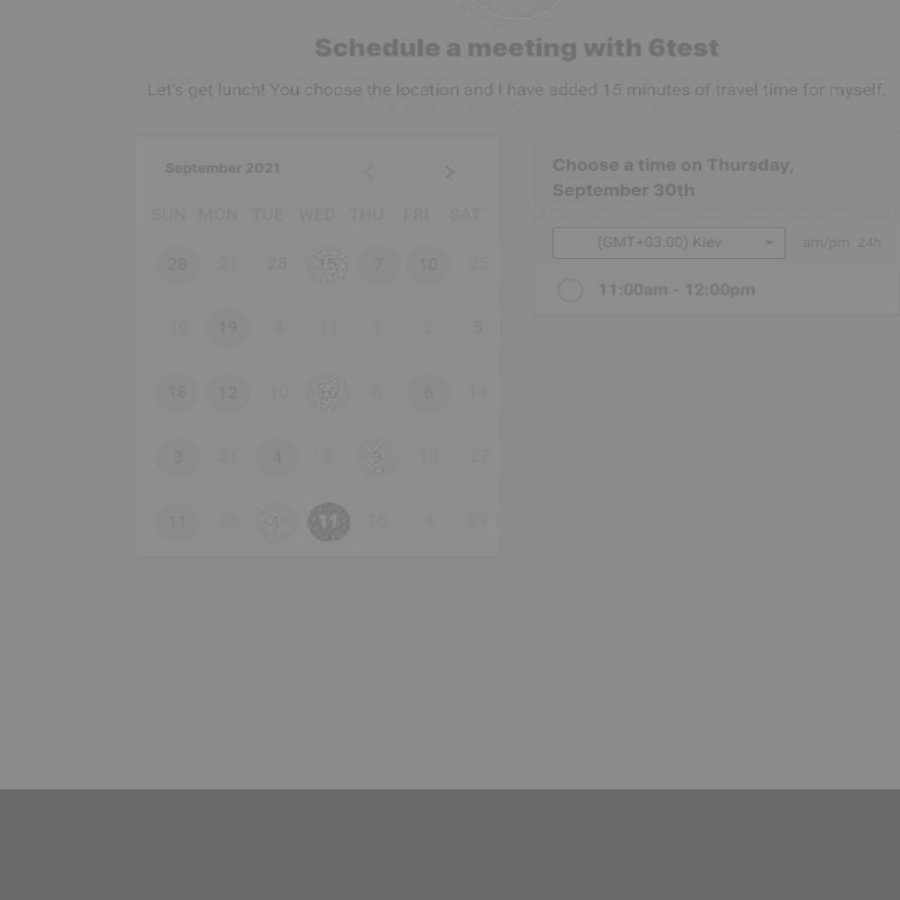 Schedule a meeting with 6test
Let's get lunch! You choose the location and I have added 15 minutes of travel time for myself.
September 2021 < >
SUN MON TUE WED THU FRI SAT
28 21 28 15 7 10 25
10 19 4 11 1 2 5
18 12 10 10 8 6 14
3 21 4 9 9 10 27
11 26 11 15 4 29
Choose a time on Thursday,
September 30th
(GMT+03:00) Kiev am/pm 24h
11:00am - 12:00pm